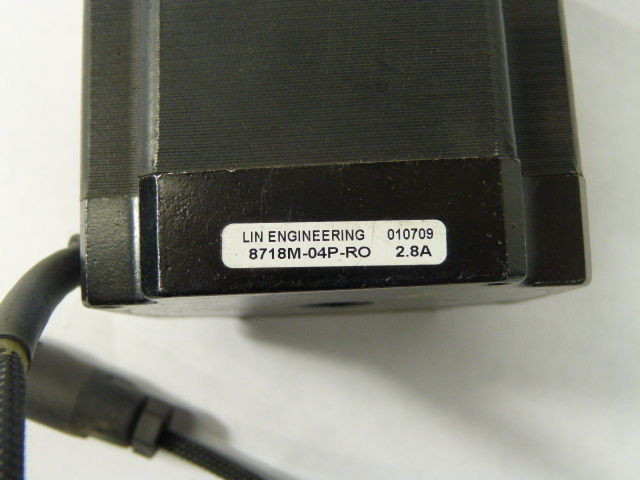 LIN ENGINEERING 010709
8718M-04P-RO 2.8A